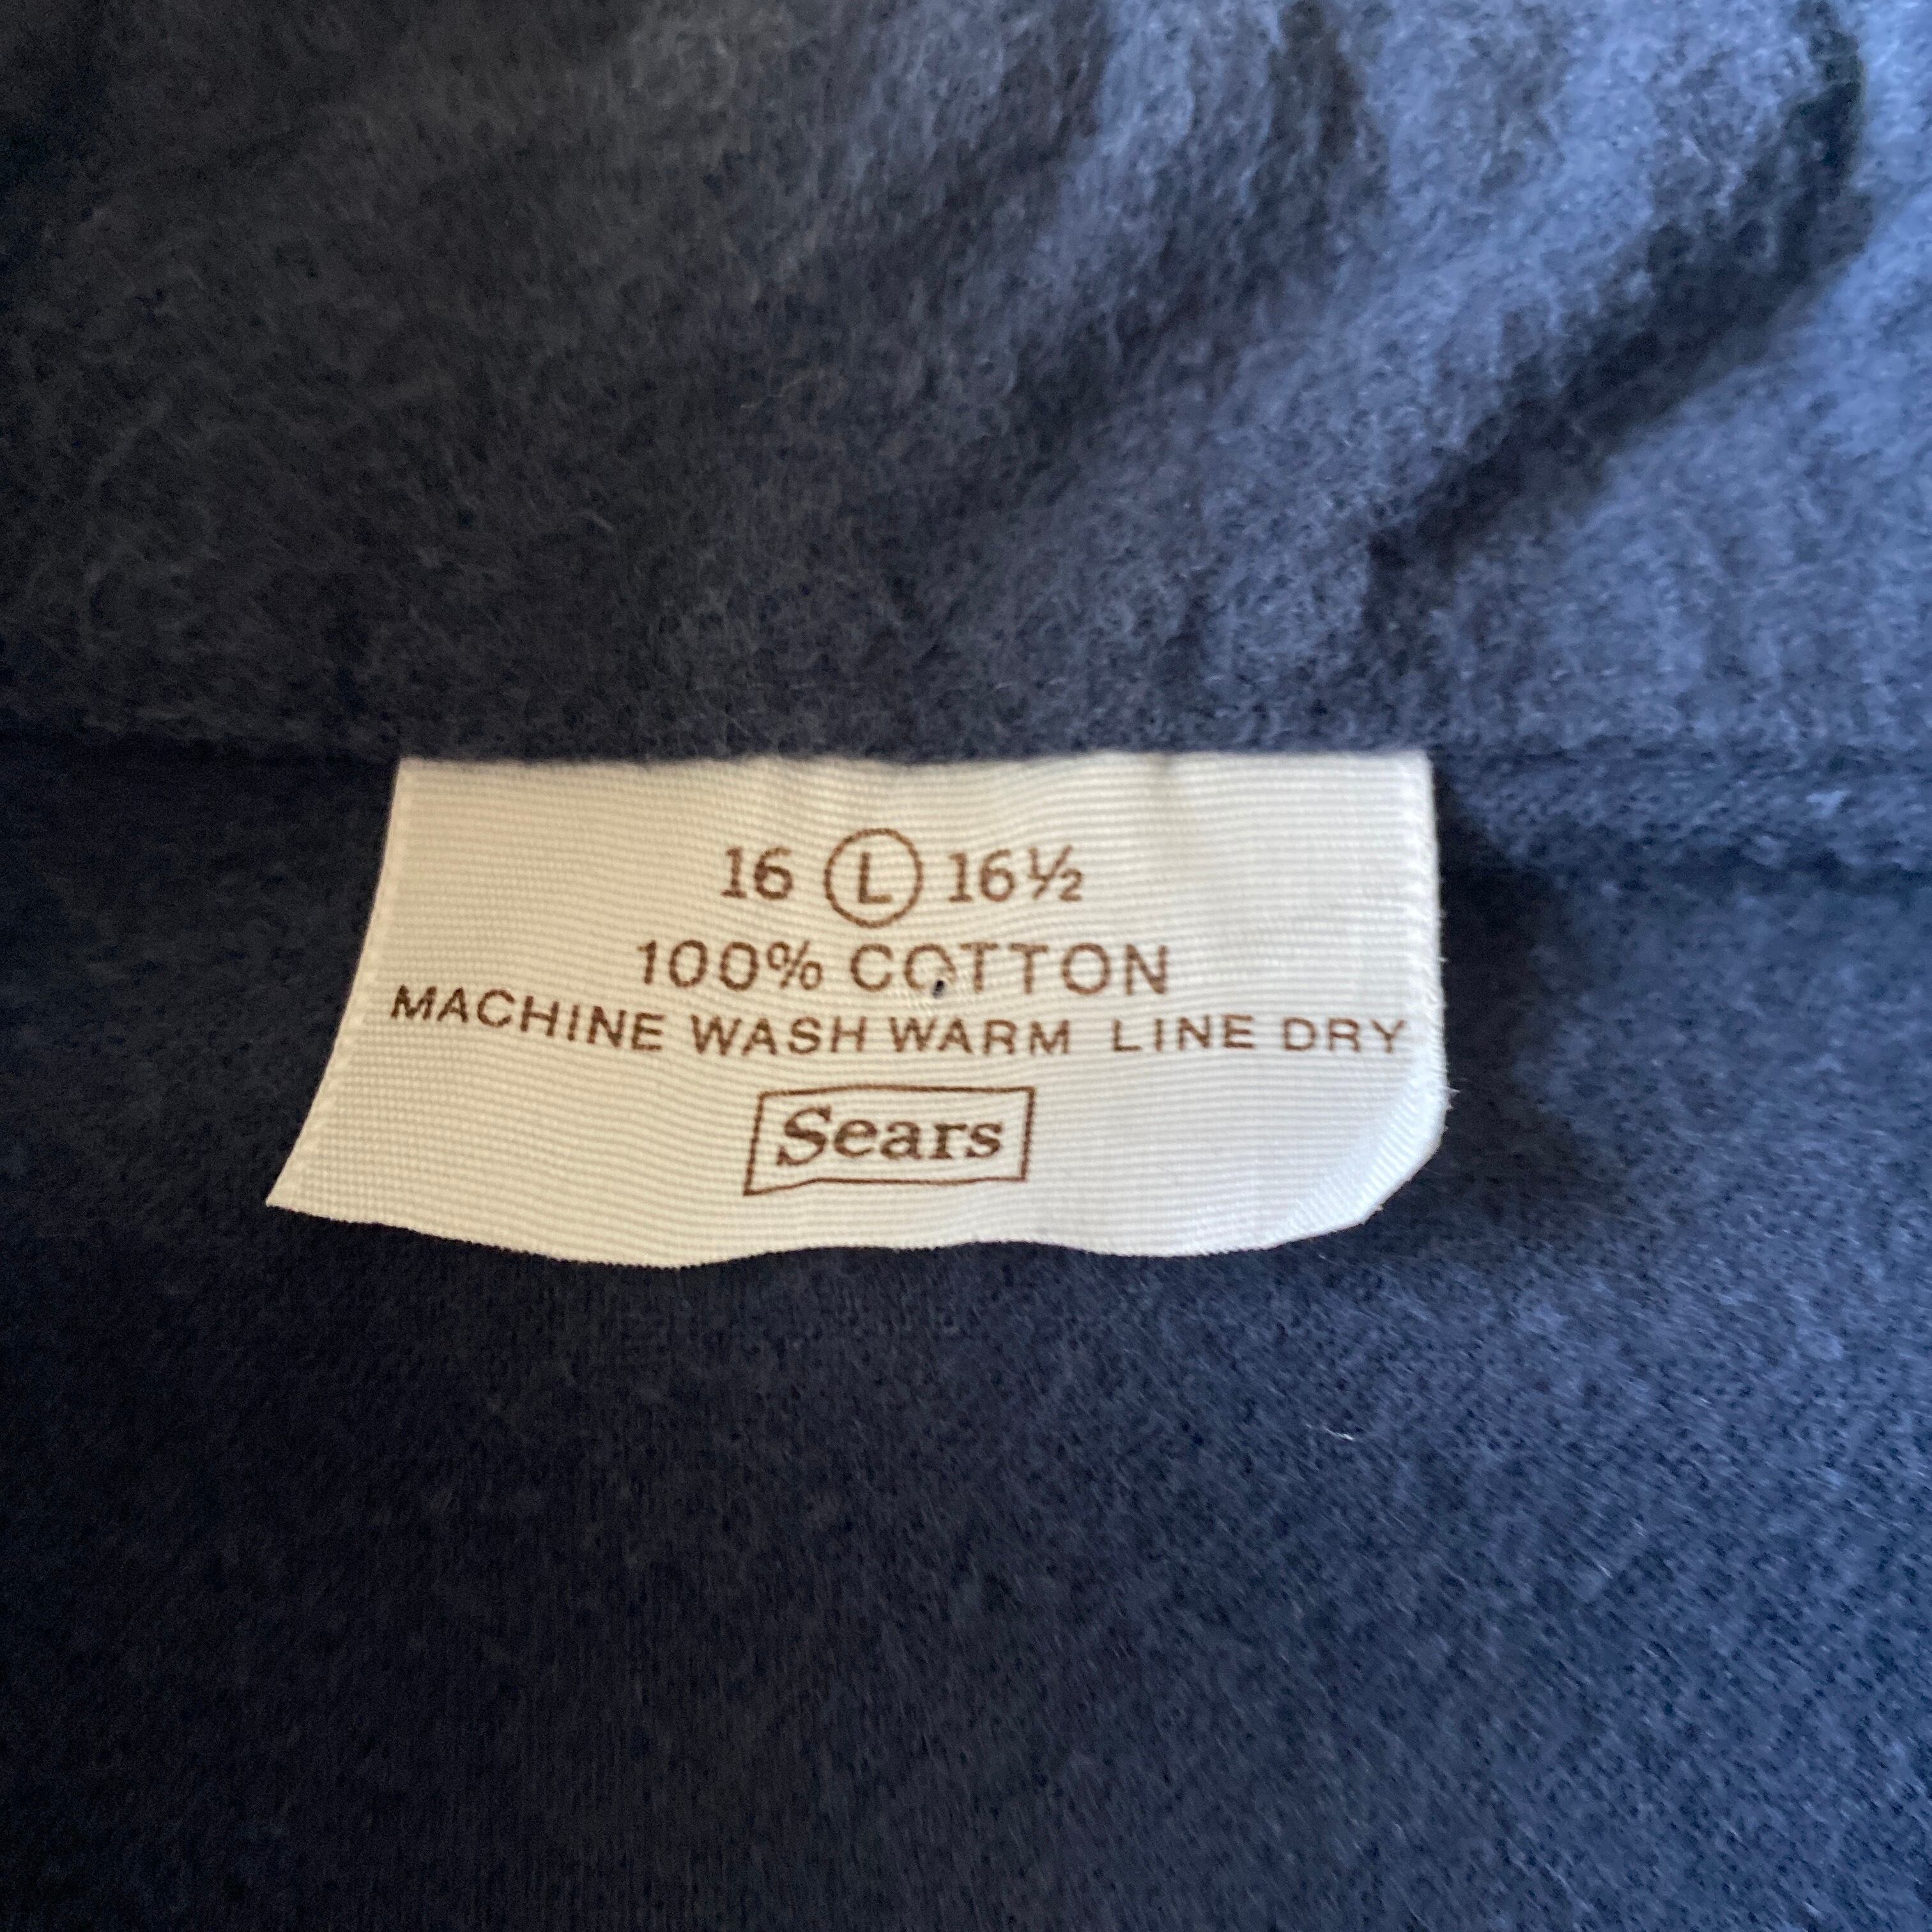 16 L 16½
100% COTTON
MACHINE WASH WARM LINE DRY
Sears